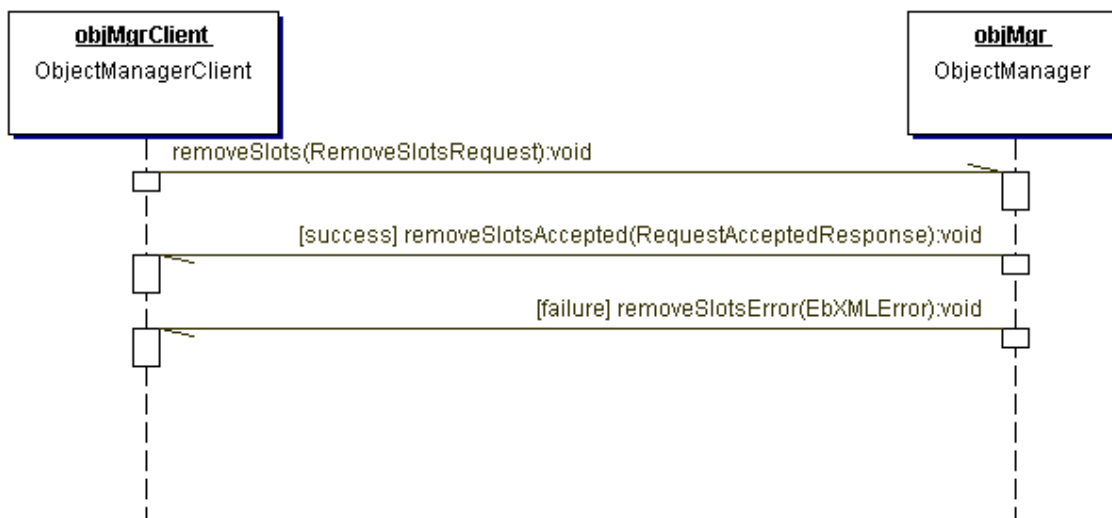 objMgrClient
ObjectManagerClient
objMgr
ObjectManager
removeSlots(RemoveSlotsRequest):void
[success] removeSlotsAccepted(RequestAcceptedResponse):void
[failure] removeSlotsError(EbXMLError):void